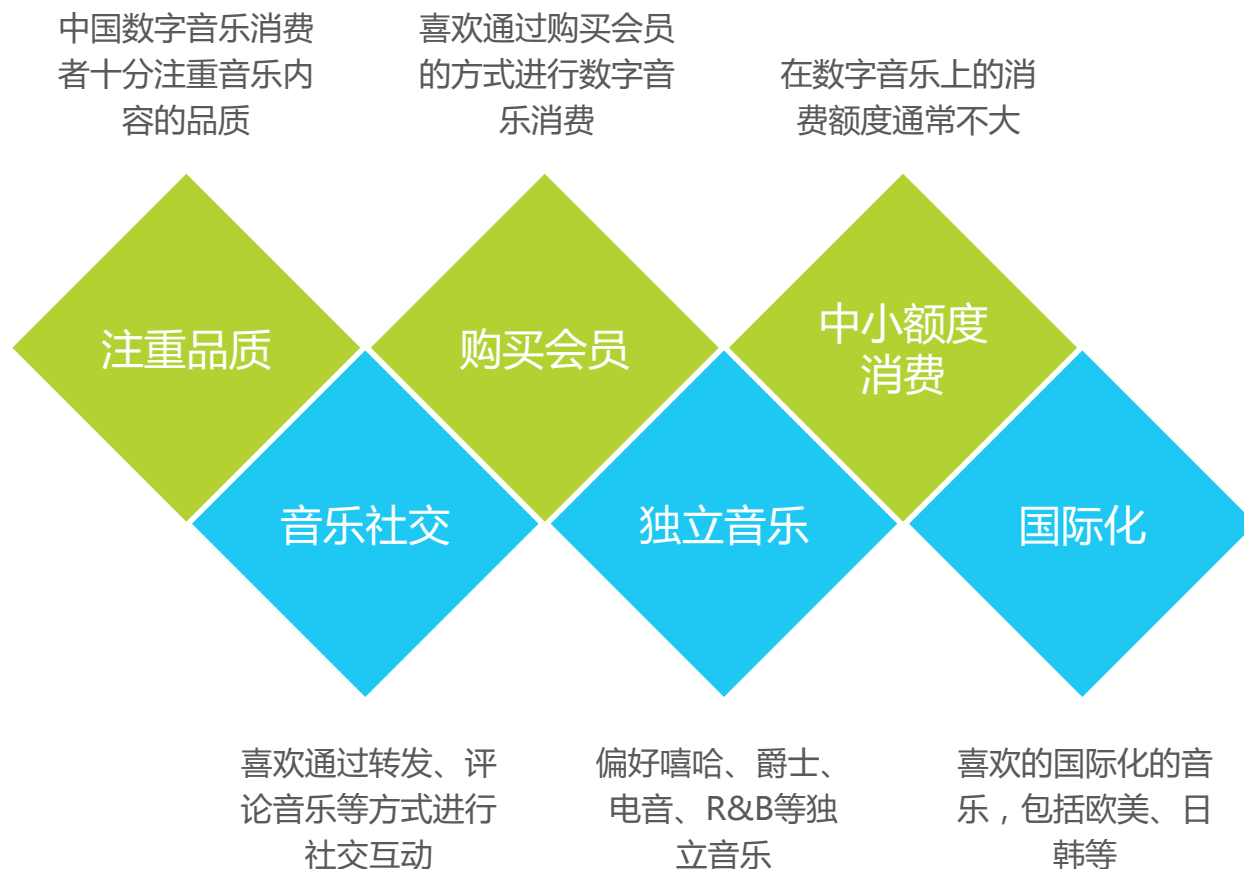 中国数字音乐消费
者十分注重音乐内
容的品质
喜欢通过购买会员
的方式进行数字音
乐消费
在数字音乐上的消
费额度通常不大
注重品质
购买会员
中小额度
消费
音乐社交
独立音乐
国际化
喜欢通过转发、评
论音乐等方式进行
社交互动
偏好嘻哈、爵士、
电音、R&B等独
立音乐
喜欢的国际化的音
乐，包括欧美、日
韩等